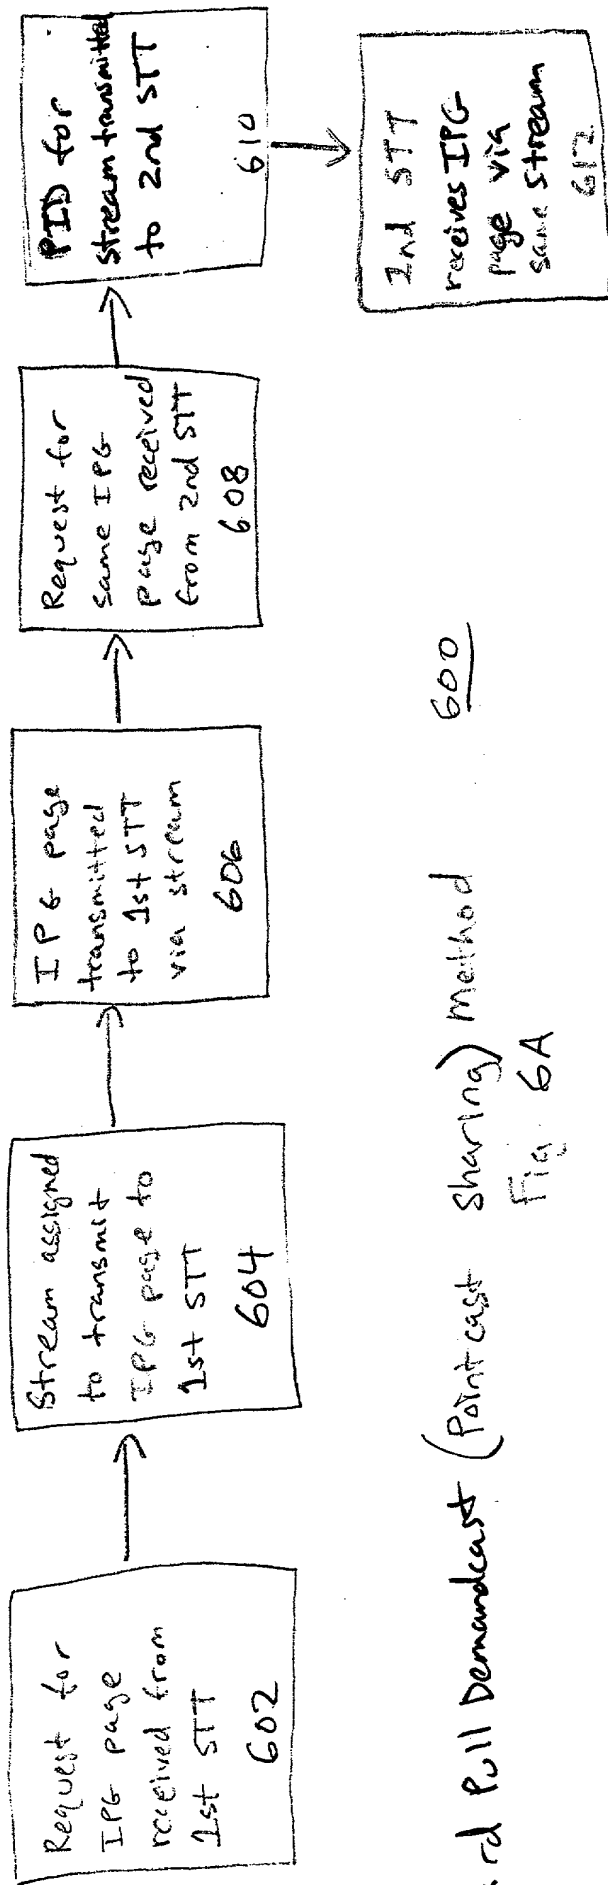 Request for
IPG page
received from
1st STT
602
Stream assigned
to transmit
IPG page to
1st STT
604
IPG page
transmitted
to 1st STT
via stream
606
Request for
same IPG
page received
from 2nd STT
608
PID for
stream transmitted
to 2nd STT
610
2nd STT
receives IPG
page via
same stream
612
rd Pull Demandcast (Pointcast sharing) method 600
Fig. 6A